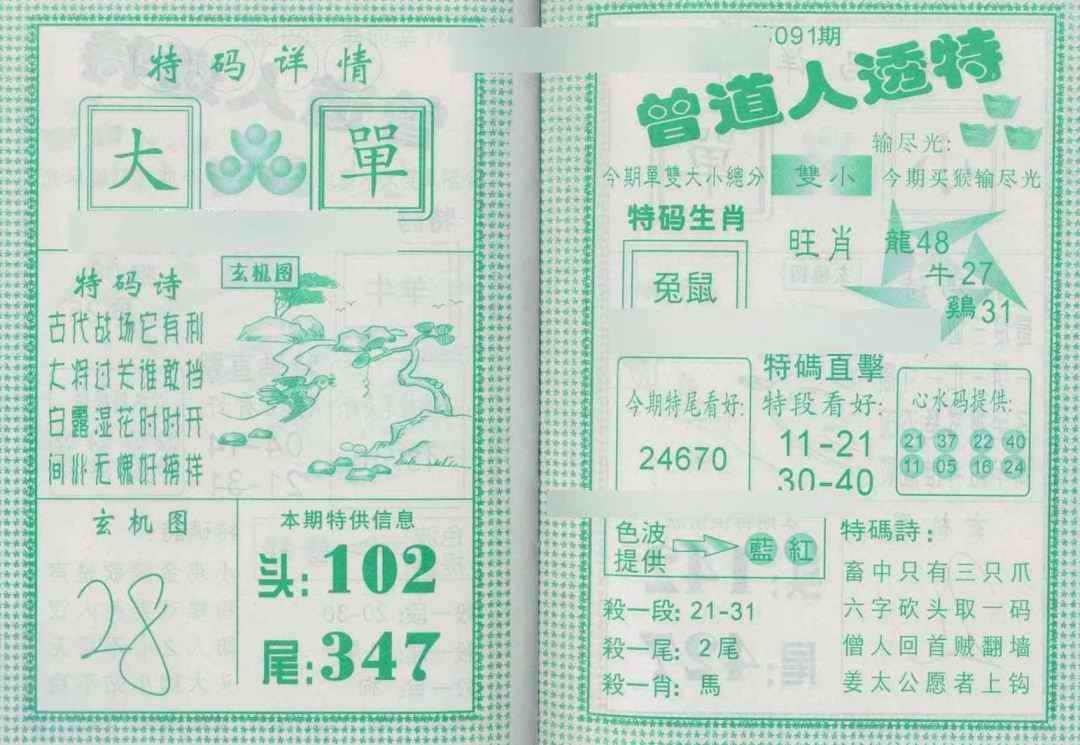 特码详情
大
單
特码诗
玄机图
古代战场它有利
大将过关谁敢挡
白露湿花时时开
问心无愧好榜样
玄机图
28
本期特供信息
头:102
尾:347
091期
曾道人透特
输尽光:
今期單雙大小總分
雙小
今期买猴输尽光
特码生肖
兔鼠
旺肖
龍48
牛27
鷄31
今期特尾看好:
24670
特碼直擊
特段看好:
11-21
30-40
心水码提供:
21 37 22 40
11 05 16 24
色波
提供
藍 紅
殺一段: 21-31
殺一尾: 2尾
殺一肖: 馬
特碼詩:
畜中只有三只爪
六字砍头取一码
僧人回首贼翻墙
姜太公愿者上钩